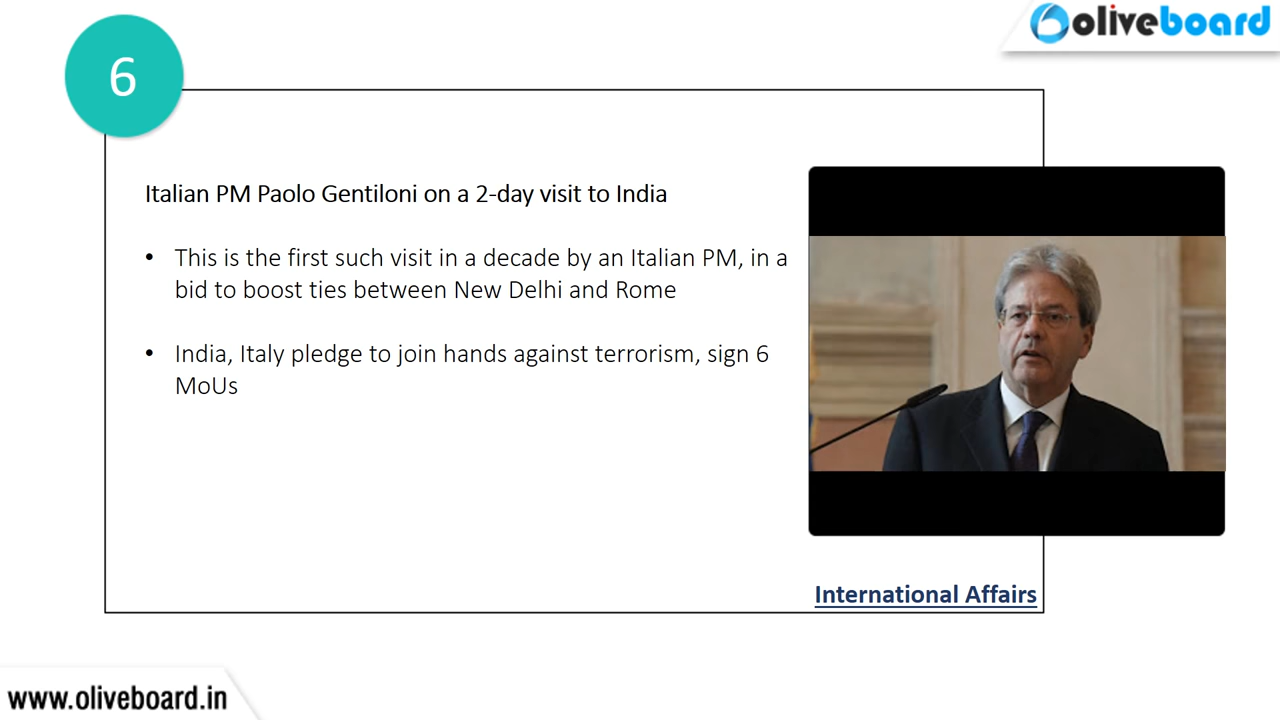 6
oliveboard
Italian PM Paolo Gentiloni on a 2-day visit to India
• This is the first such visit in a decade by an Italian PM, in a
bid to boost ties between New Delhi and Rome
• India, Italy pledge to join hands against terrorism, sign 6
MoUs
International Affairs
www.oliveboard.in